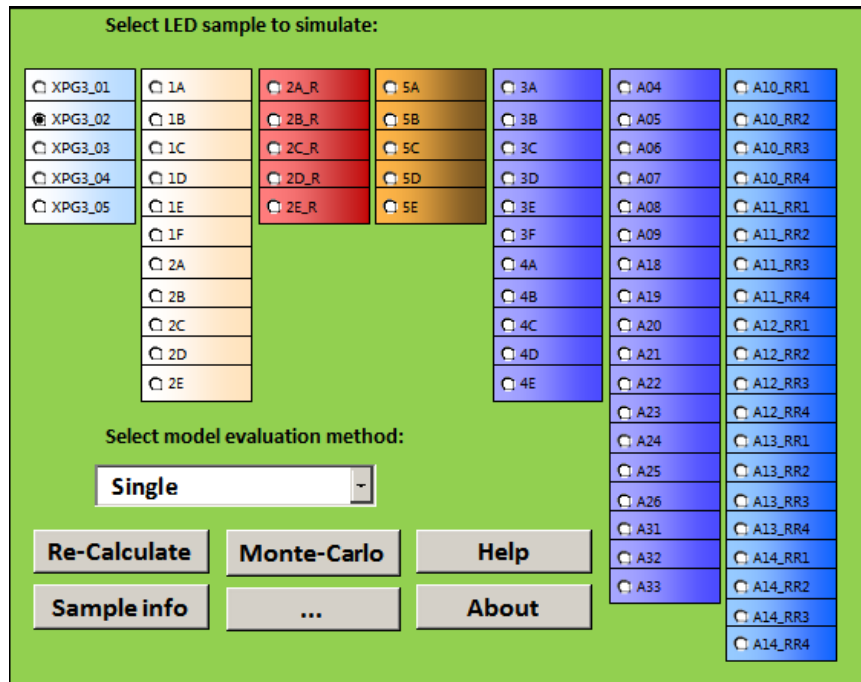 Select LED sample to simulate:
XPG3_01
XPG3_02
XPG3_03
XPG3_04
XPG3_05
1A
1B
1C
1D
1E
1F
2A
2B
2C
2D
2E
2A_R
2B_R
2C_R
2D_R
2E_R
5A
5B
5C
5D
5E
3A
3B
3C
3D
3E
3F
4A
4B
4C
4D
4E
A04
A05
A06
A07
A08
A09
A18
A19
A20
A21
A22
A23
A24
A25
A26
A31
A32
A33
A10_RR1
A10_RR2
A10_RR3
A10_RR4
A11_RR1
A11_RR2
A11_RR3
A11_RR4
A12_RR1
A12_RR2
A12_RR3
A12_RR4
A13_RR1
A13_RR2
A13_RR3
A13_RR4
A14_RR1
A14_RR2
A14_RR3
A14_RR4
Select model evaluation method:
Single
Re-Calculate
Monte-Carlo
Help
Sample info
...
About